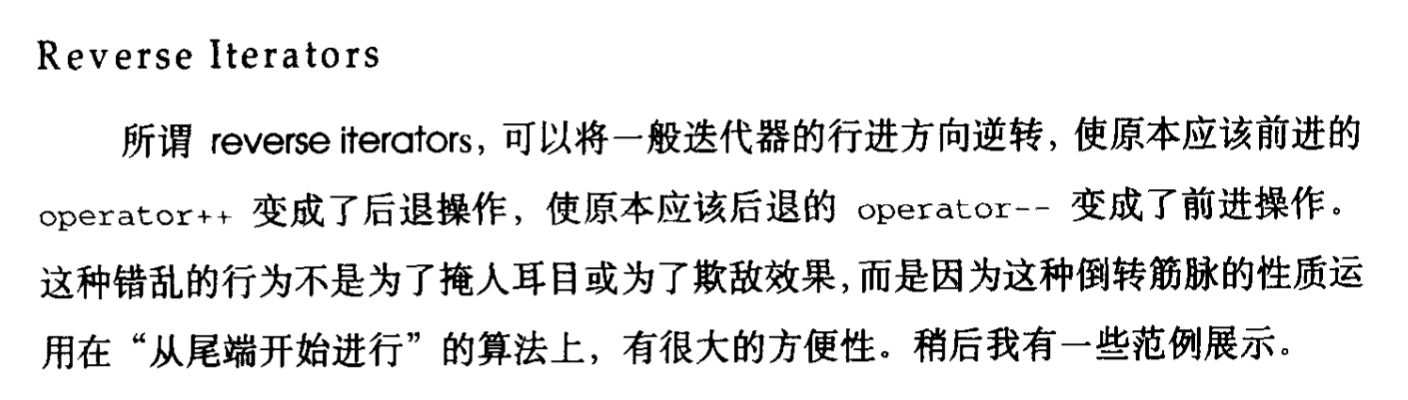 Reverse Iterators
所谓 reverse iterators，可以将一般迭代器的行进方向逆转，使原本应该前进的
operator++ 变成了后退操作，使原本应该后退的 operator-- 变成了前进操作。
这种错乱的行为不是为了掩人耳目或为了欺敌效果，而是因为这种倒转筋脉的性质运
用在“从尾端开始进行”的算法上，有很大的方便性。稍后我有一些范例展示。